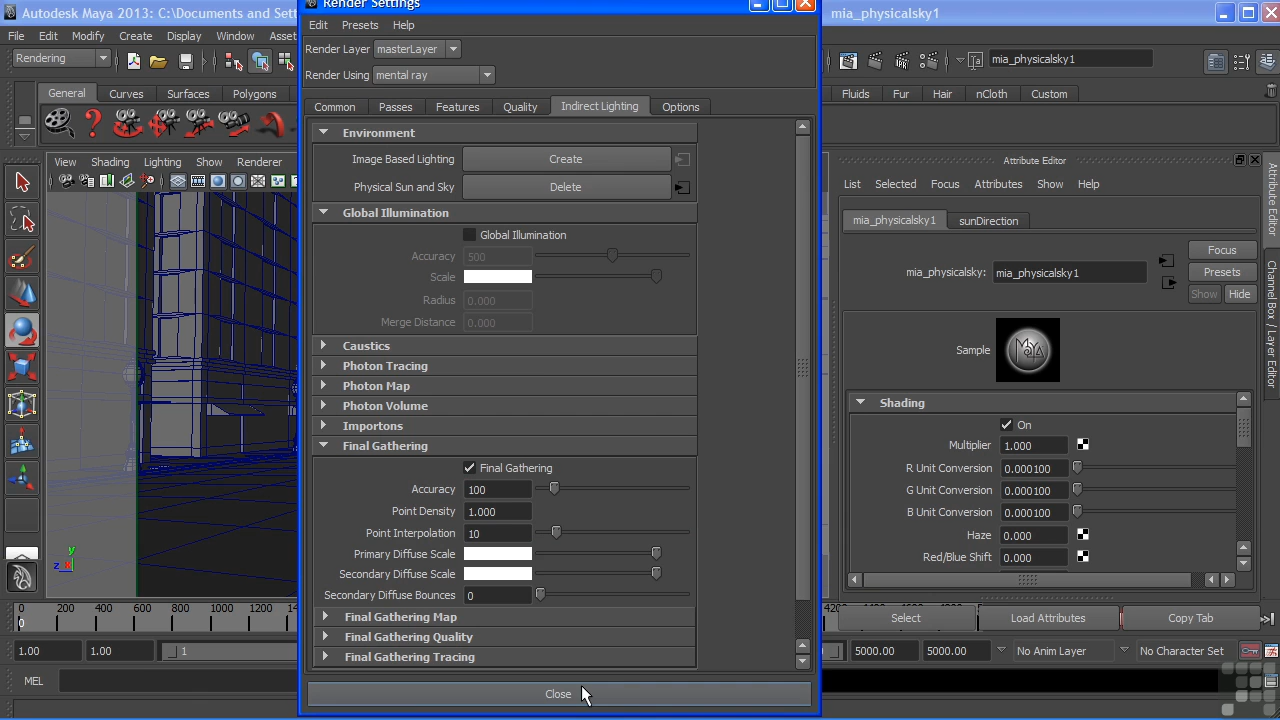 Autodesk Maya 2013: C:\Documents and Sett
Render Settings
mia_physicalsky1
File Edit Modify Create Display Window Asset
Edit Presets Help
Rendering
Render Layer masterLayer
Render Using mental ray
mia_physicalsky1
General Curves Surfaces Polygons
Common Passes Features Quality Indirect Lighting Options
Fluids Fur Hair nCloth Custom
View Shading Lighting Show Renderer
Environment
Image Based Lighting Create
Physical Sun and Sky Delete
Global Illumination
Global Illumination
Accuracy 500
Scale
Radius 0.000
Merge Distance 0.000
Caustics
Photon Tracing
Photon Map
Photon Volume
Importons
Final Gathering
Final Gathering
Accuracy 100
Point Density 1.000
Point Interpolation 10
Primary Diffuse Scale
Secondary Diffuse Scale
Secondary Diffuse Bounces 0
Final Gathering Map
Final Gathering Quality
Final Gathering Tracing
Close
Attribute Editor
List Selected Focus Attributes Show Help
mia_physicalsky1 sunDirection
Focus
mia_physicalsky: mia_physicalsky1
Presets
Show Hide
Sample
MAYA
Shading
On
Multiplier 1.000
R Unit Conversion 0.000100
G Unit Conversion 0.000100
B Unit Conversion 0.000100
Haze 0.000
Red/Blue Shift 0.000
Select Load Attributes Copy Tab
Attribute Editor
Channel Box / Layer Editor
y
z x
0 200 400 600 800 1000 1200
0
1.00 1.00 1
5000.00 5000.00 No Anim Layer No Character Set
MEL